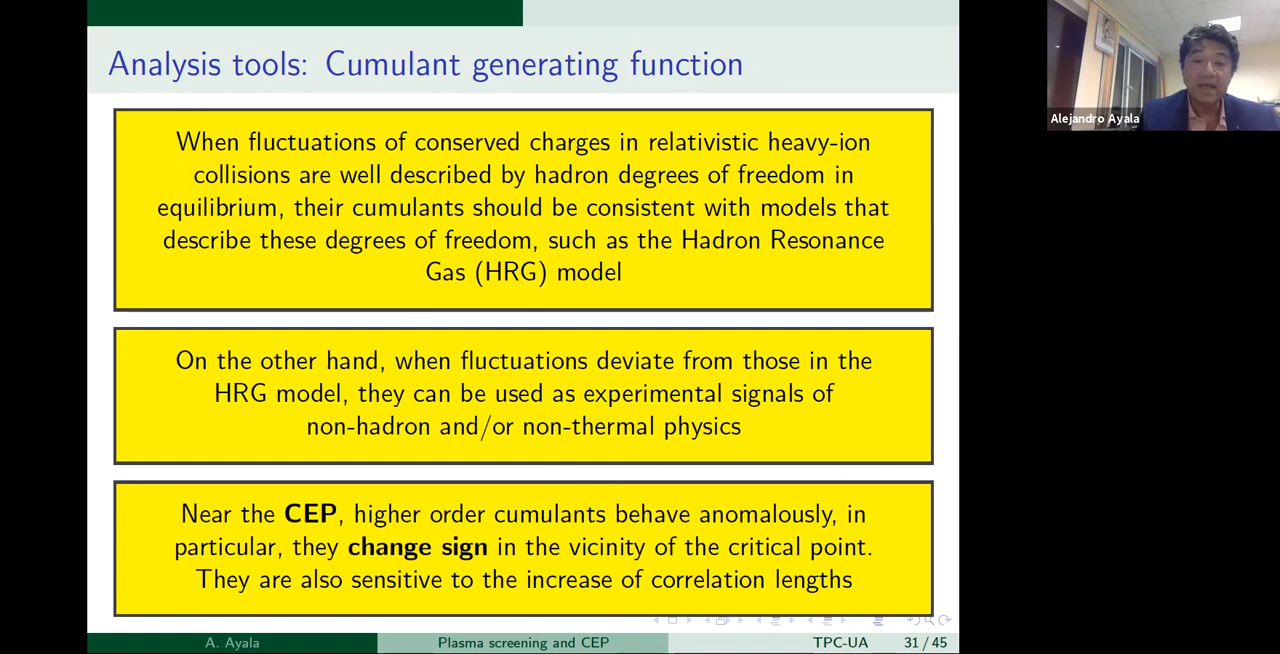 Analysis tools: Cumulant generating function
When fluctuations of conserved charges in relativistic heavy-ion
collisions are well described by hadron degrees of freedom in
equilibrium, their cumulants should be consistent with models that
describe these degrees of freedom, such as the Hadron Resonance
Gas (HRG) model
On the other hand, when fluctuations deviate from those in the
HRG model, they can be used as experimental signals of
non-hadron and/or non-thermal physics
Near the CEP, higher order cumulants behave anomalously, in
particular, they change sign in the vicinity of the critical point.
They are also sensitive to the increase of correlation lengths
A. Ayala
Plasma screening and CEP
TPC-UA
31 / 45
Alejandro Ayala